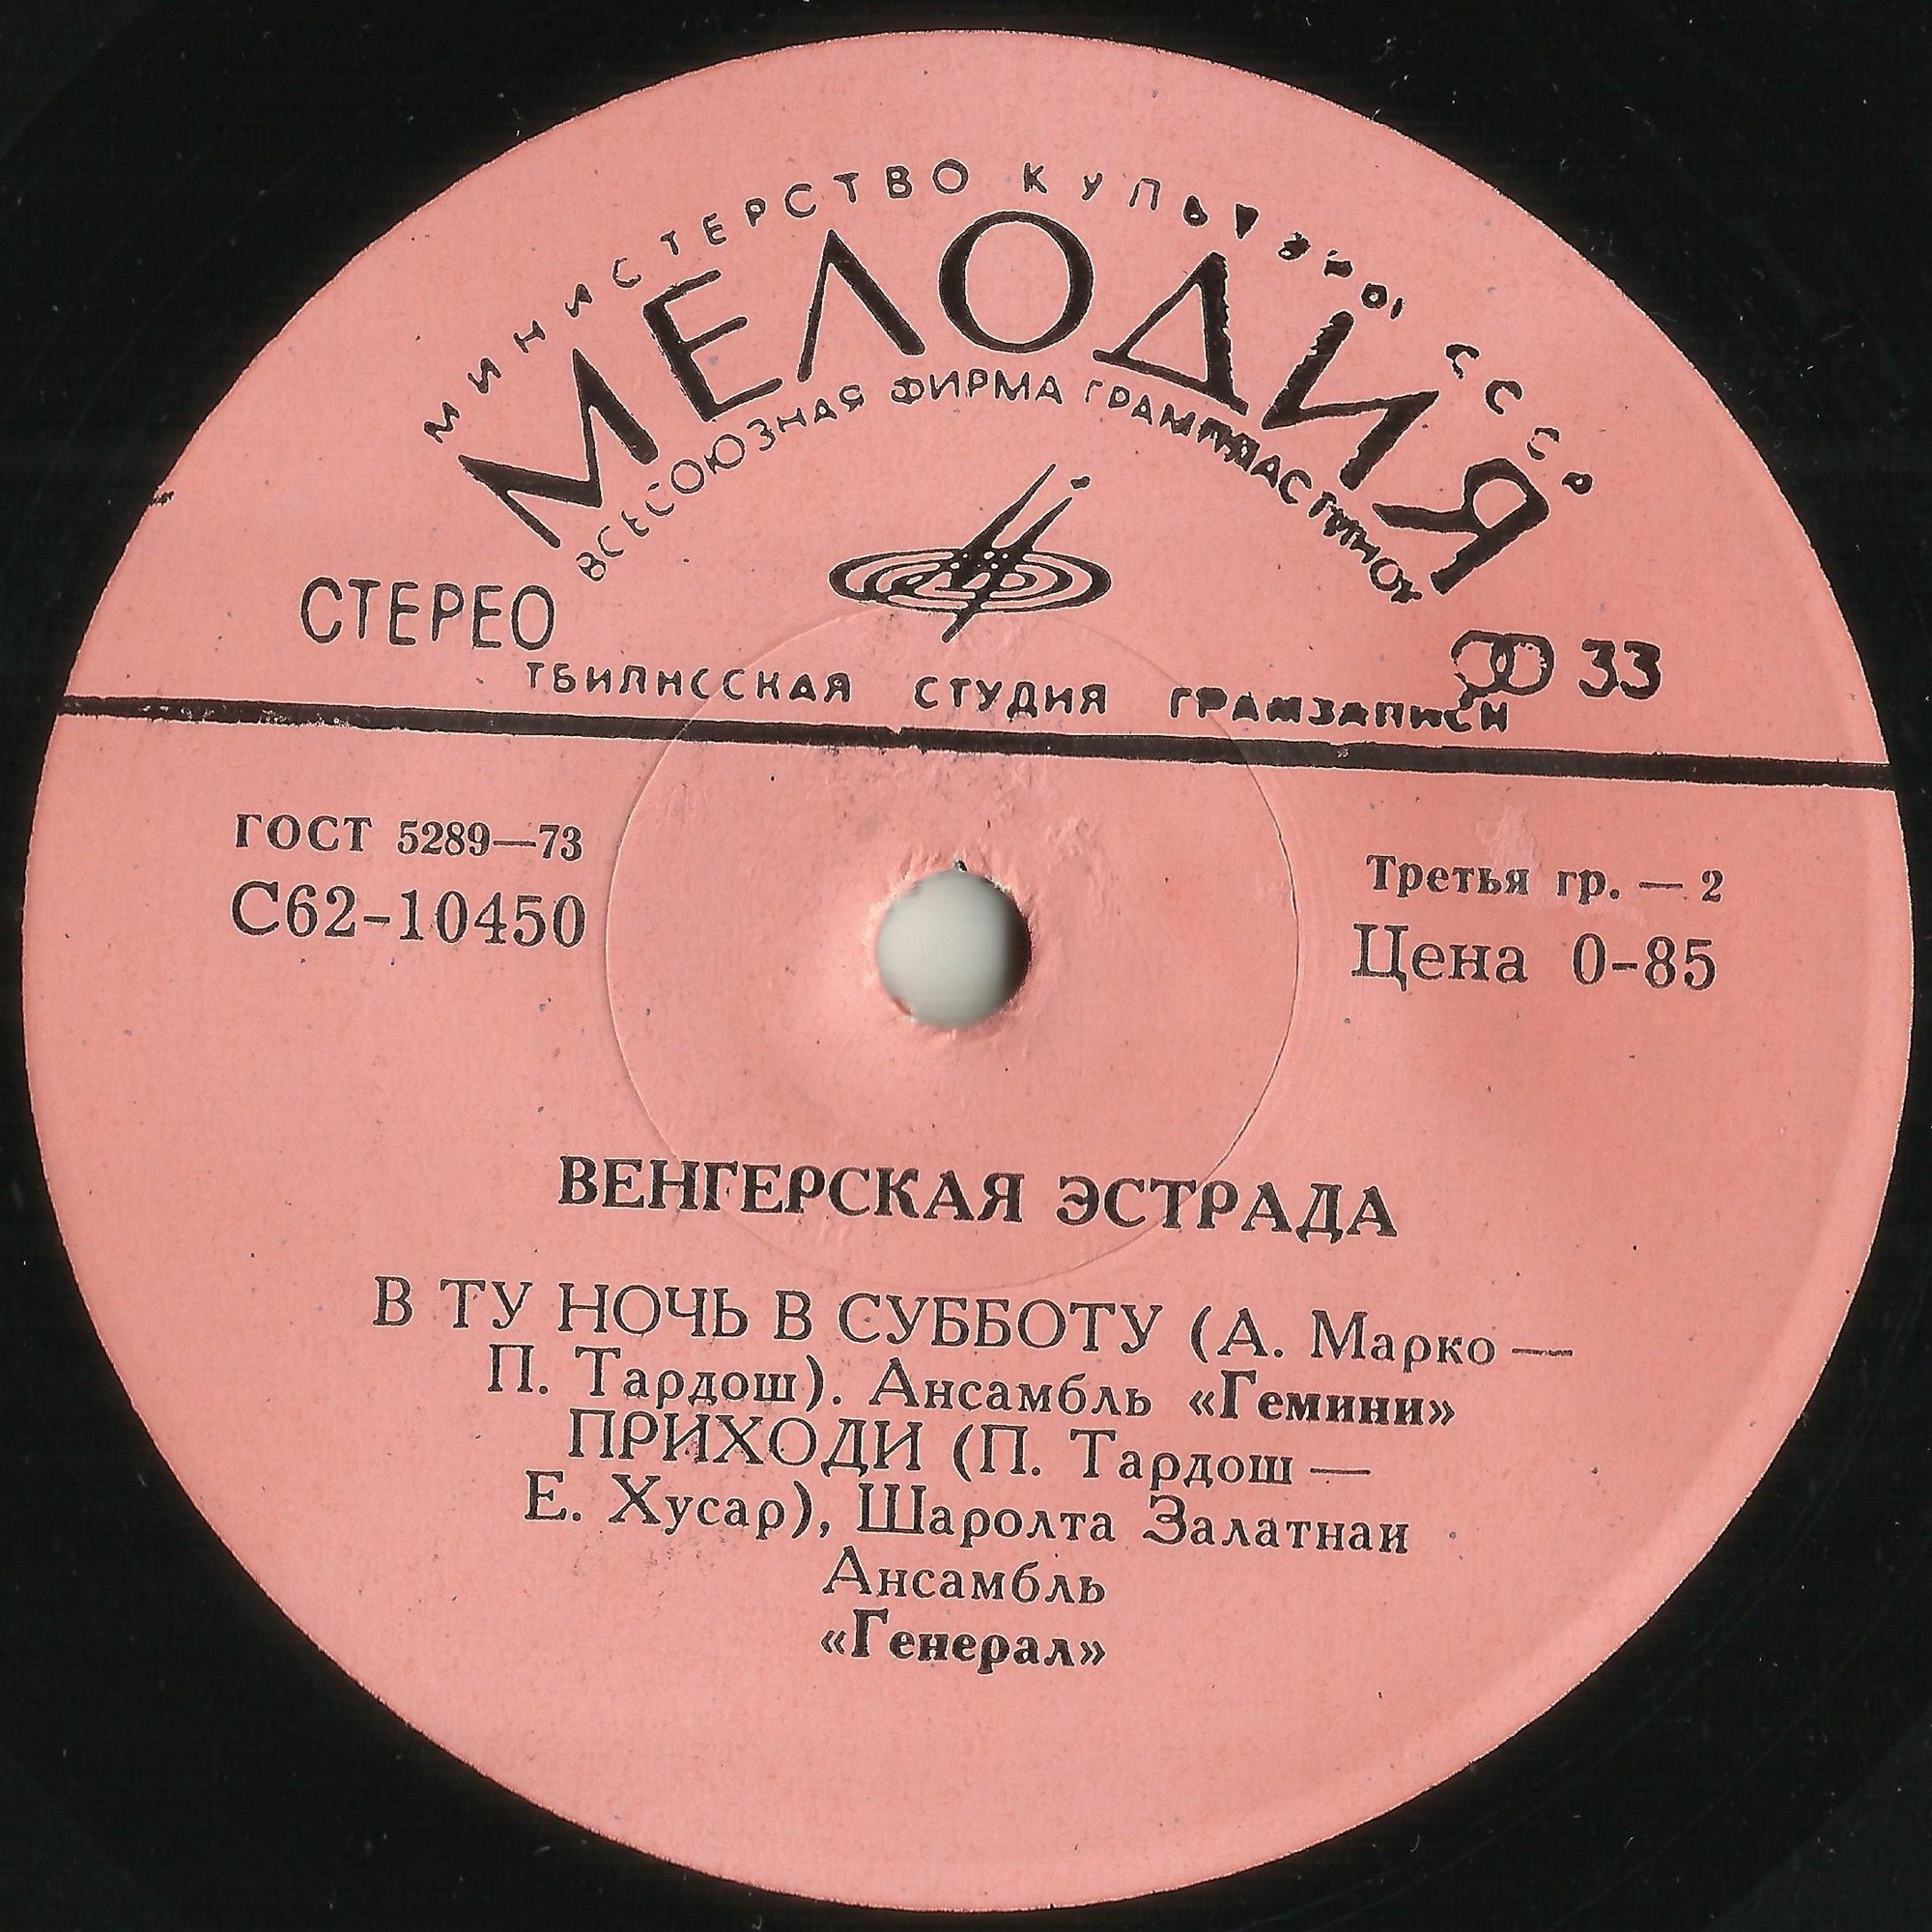 МИНИСТЕРСТВО КУЛЬТУРЫ СССР
МЕЛОДИЯ
ВСЕСОЮЗНАЯ ФИРМА ГРАМПЛАСТИНОК
СТЕРЕО
33
ТБИЛИССКАЯ СТУДИЯ ГРАМЗАПИСИ
ГОСТ 5289—73
Третья гр. — 2
С62-10450
Цена 0-85
ВЕНГЕРСКАЯ ЭСТРАДА
В ТУ НОЧЬ В СУББОТУ (А. Марко —
П. Тардош). Ансамбль «Гемини»
ПРИХОДИ (П. Тардош —
Е. Хусар), Шаролта Залатнаи
Ансамбль
«Генерал»